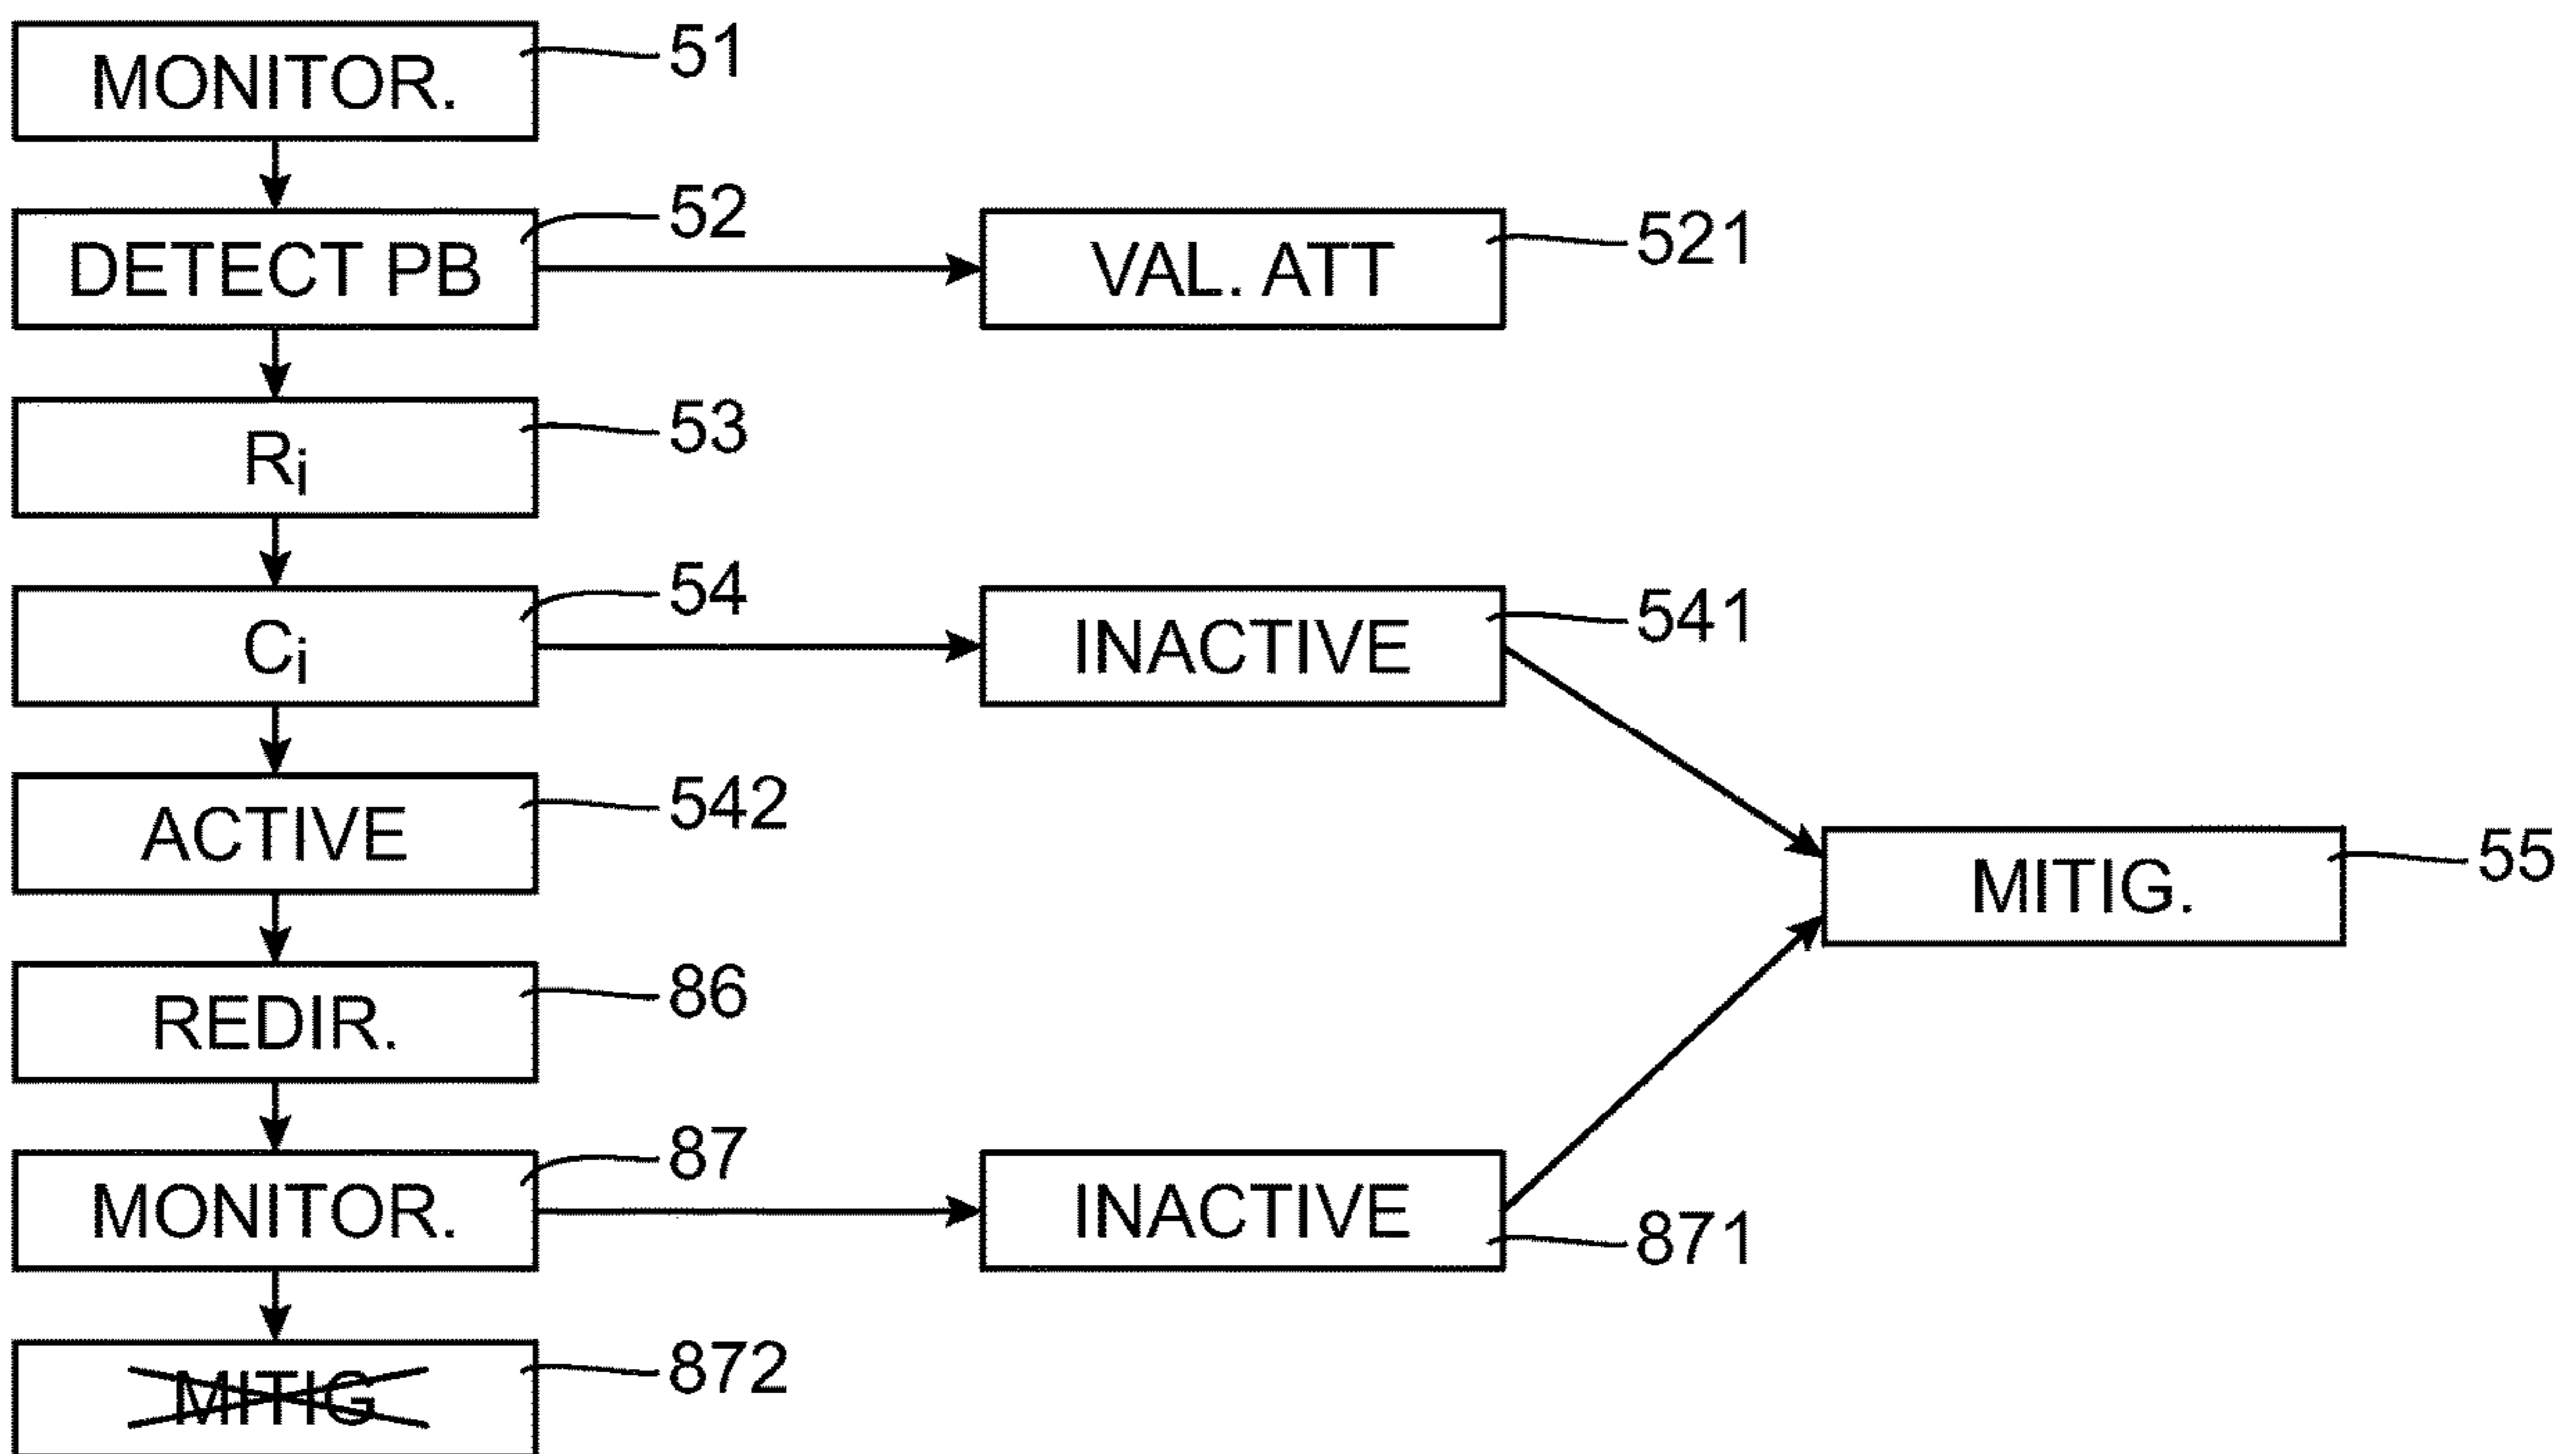 MONITOR.
51
DETECT PB
52
VAL. ATT
521
Ri
53
Ci
54
INACTIVE
541
ACTIVE
542
MITIG.
55
REDIR.
86
MONITOR.
87
INACTIVE
871
MITIG
872